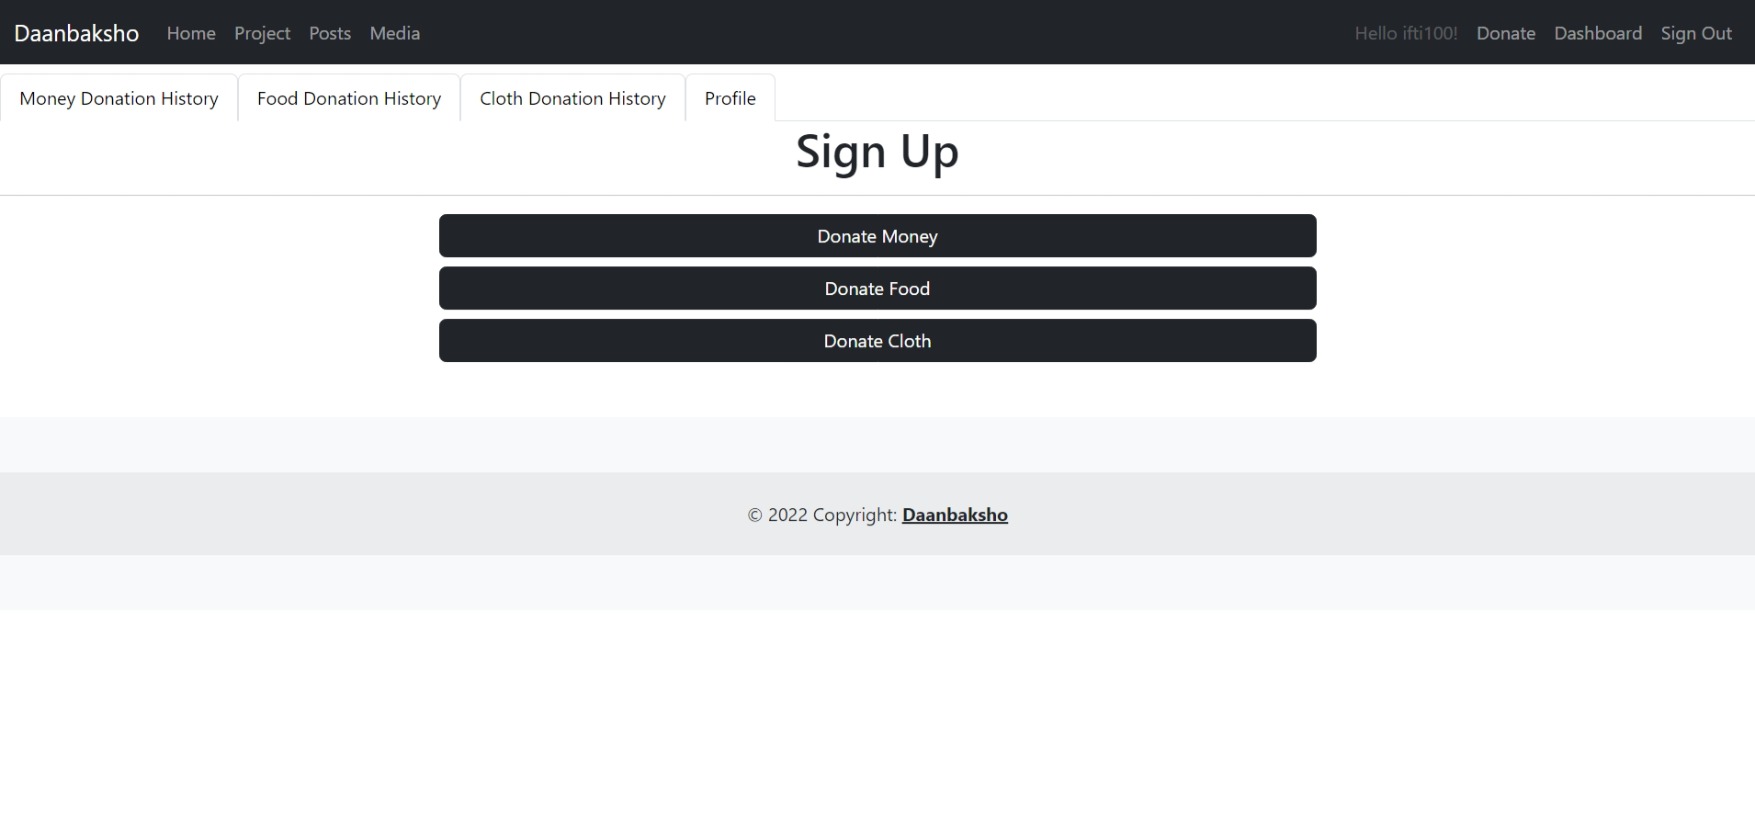 Daanbaksho Home Project Posts Media Hello ifti100! Donate Dashboard Sign Out
Money Donation History Food Donation History Cloth Donation History Profile
Sign Up
Donate Money
Donate Food
Donate Cloth
© 2022 Copyright: Daanbaksho